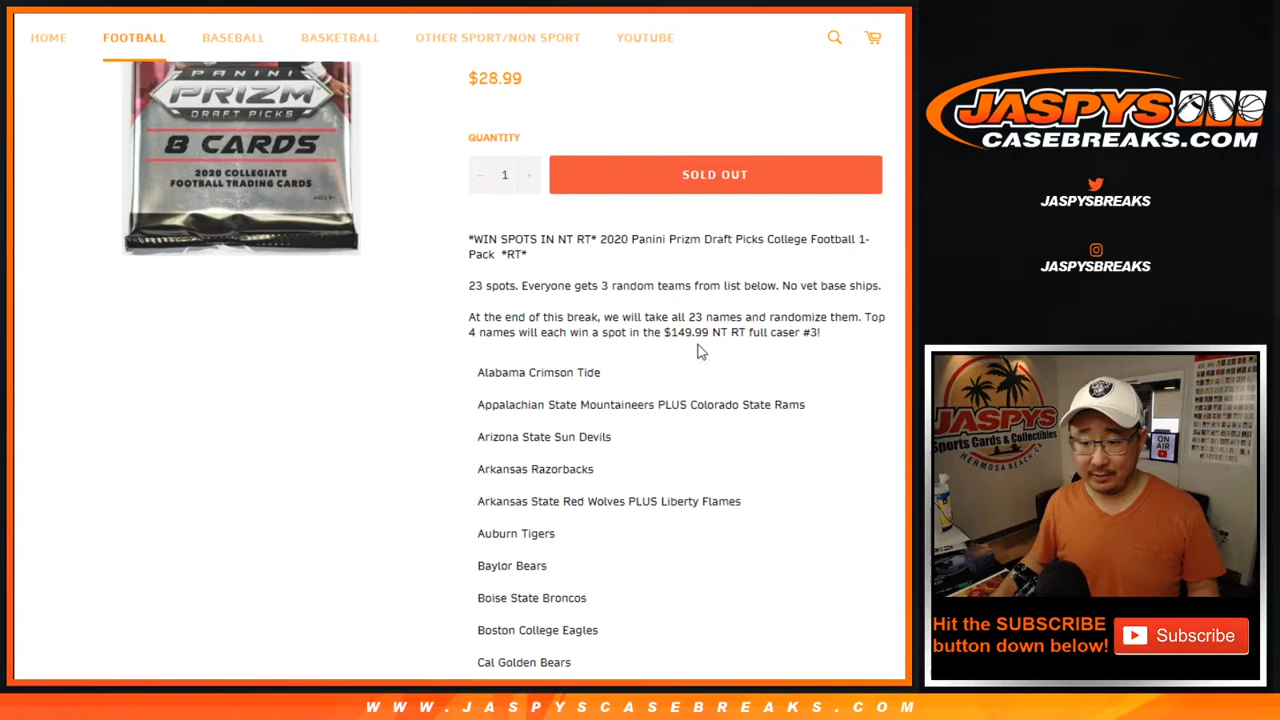 HOME FOOTBALL BASEBALL BASKETBALL OTHER SPORT/NON SPORT YOUTUBE
PANINI
PRIZM
DRAFT PICKS
8 CARDS
2020 COLLEGIATE
FOOTBALL TRADING CARDS
AGES 9+
$28.99
QUANTITY
− 1 +
SOLD OUT
*WIN SPOTS IN NT RT* 2020 Panini Prizm Draft Picks College Football 1-
Pack *RT*
23 spots. Everyone gets 3 random teams from list below. No vet base ships.
At the end of this break, we will take all 23 names and randomize them. Top
4 names will each win a spot in the $149.99 NT RT full caser #3!
Alabama Crimson Tide
Appalachian State Mountaineers PLUS Colorado State Rams
Arizona State Sun Devils
Arkansas Razorbacks
Arkansas State Red Wolves PLUS Liberty Flames
Auburn Tigers
Baylor Bears
Boise State Broncos
Boston College Eagles
Cal Golden Bears
JASPYS
CASEBREAKS.COM
JASPYSBREAKS
JASPYSBREAKS
JASPYS
Sports Cards & Collectibles
HERMOSA BEACH CA
ON
AIR
Hit the SUBSCRIBE
button down below!
Subscribe
WWW.JASPYSCASEBREAKS.COM